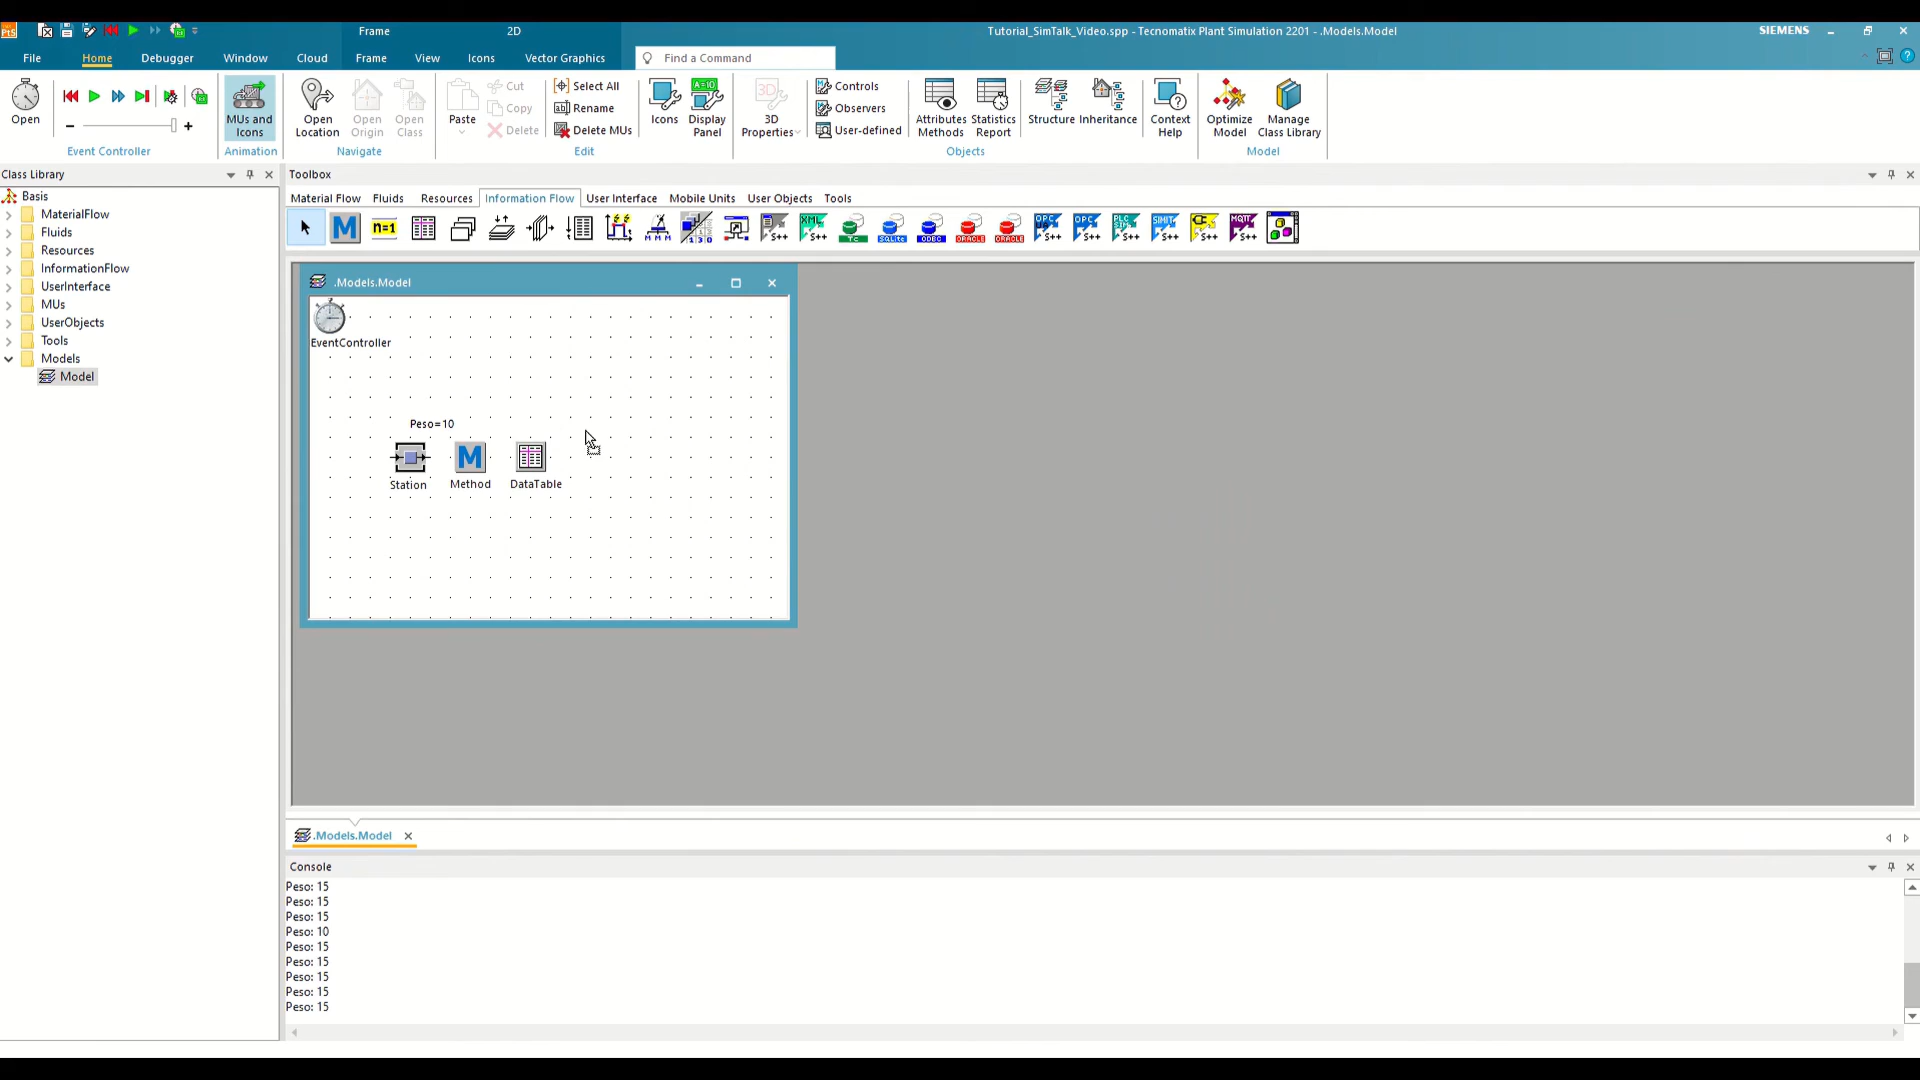 Frame
2D
Tutorial_SimTalk_Video.spp - Tecnomatix Plant Simulation 2201 - .Models.Model
SIEMENS
File
Home
Debugger
Window
Cloud
Frame
View
Icons
Vector Graphics
Find a Command
Open
Event Controller
MUs and
Icons
Animation
Open
Location
Open
Origin
Open
Class
Navigate
Paste
Cut
Copy
Delete
Select All
Rename
Delete MUs
Edit
Icons
Display
Panel
3D
Properties
Controls
Observers
User-defined
Attributes
Methods
Statistics
Report
Structure
Inheritance
Objects
Context
Help
Optimize
Model
Manage
Class Library
Model
Class Library
Basis
MaterialFlow
Fluids
Resources
InformationFlow
UserInterface
MUs
UserObjects
Tools
Models
Model
Toolbox
Material Flow
Fluids
Resources
Information Flow
User Interface
Mobile Units
User Objects
Tools
.Models.Model
EventController
Peso=10
Station
Method
DataTable
.Models.Model
Console
Peso: 15
Peso: 15
Peso: 15
Peso: 10
Peso: 15
Peso: 15
Peso: 15
Peso: 15
Peso: 15